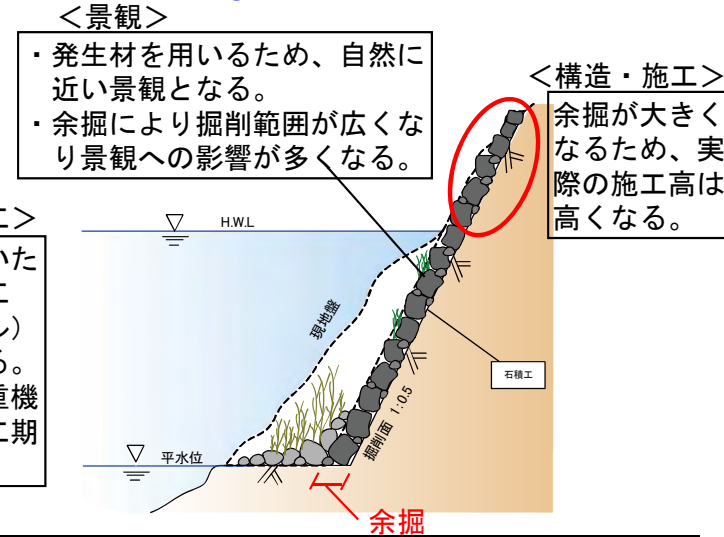 ＜景観＞
・発生材を用いるため、自然に
近い景観となる。
・余掘により掘削範囲が広くな
り景観への影響が多くなる。
＜構造・施工＞
余掘が大きく
なるため、実
際の施工高は
高くなる。
工＞
いた
工
ル）
る。
重機
工期
H.W.L
現地盤
石積工
掘削面 1:0.5
平水位
余掘